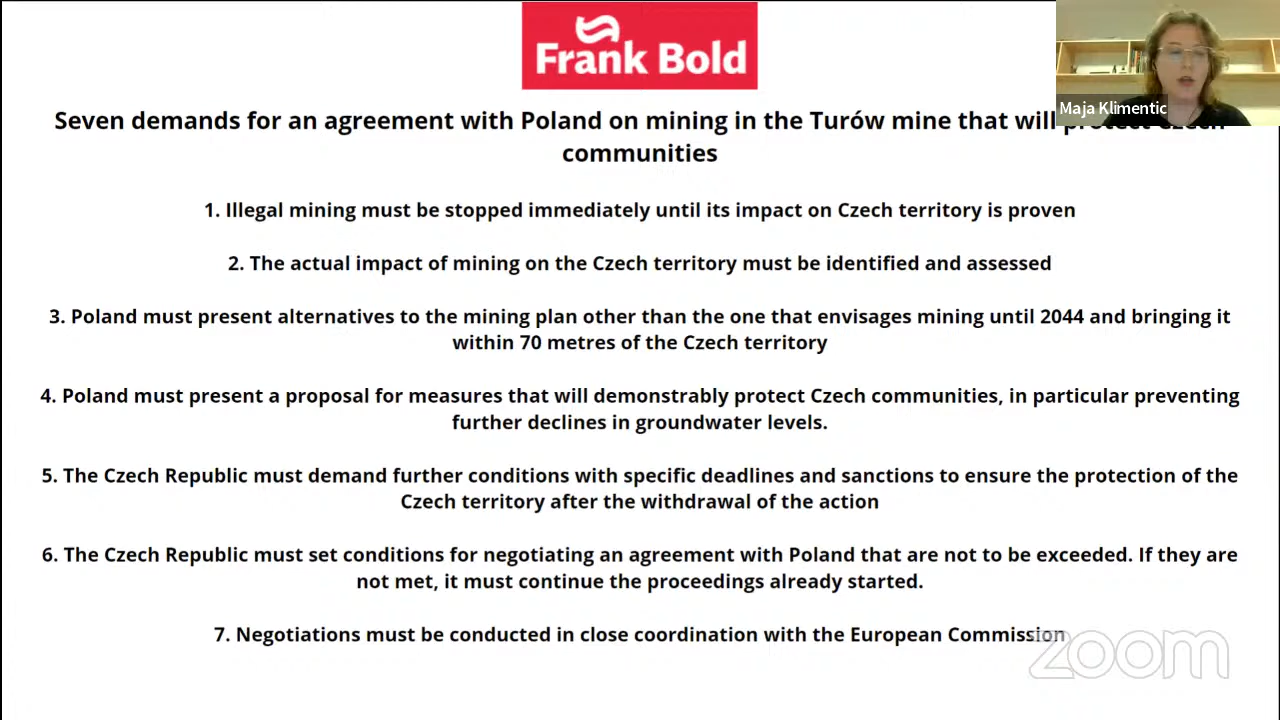 Frank Bold
Maja Klimentic
Seven demands for an agreement with Poland on mining in the Turów mine that will protect Czech
communities
1. Illegal mining must be stopped immediately until its impact on Czech territory is proven
2. The actual impact of mining on the Czech territory must be identified and assessed
3. Poland must present alternatives to the mining plan other than the one that envisages mining until 2044 and bringing it
within 70 metres of the Czech territory
4. Poland must present a proposal for measures that will demonstrably protect Czech communities, in particular preventing
further declines in groundwater levels.
5. The Czech Republic must demand further conditions with specific deadlines and sanctions to ensure the protection of the
Czech territory after the withdrawal of the action
6. The Czech Republic must set conditions for negotiating an agreement with Poland that are not to be exceeded. If they are
not met, it must continue the proceedings already started.
7. Negotiations must be conducted in close coordination with the European Commission
zoom